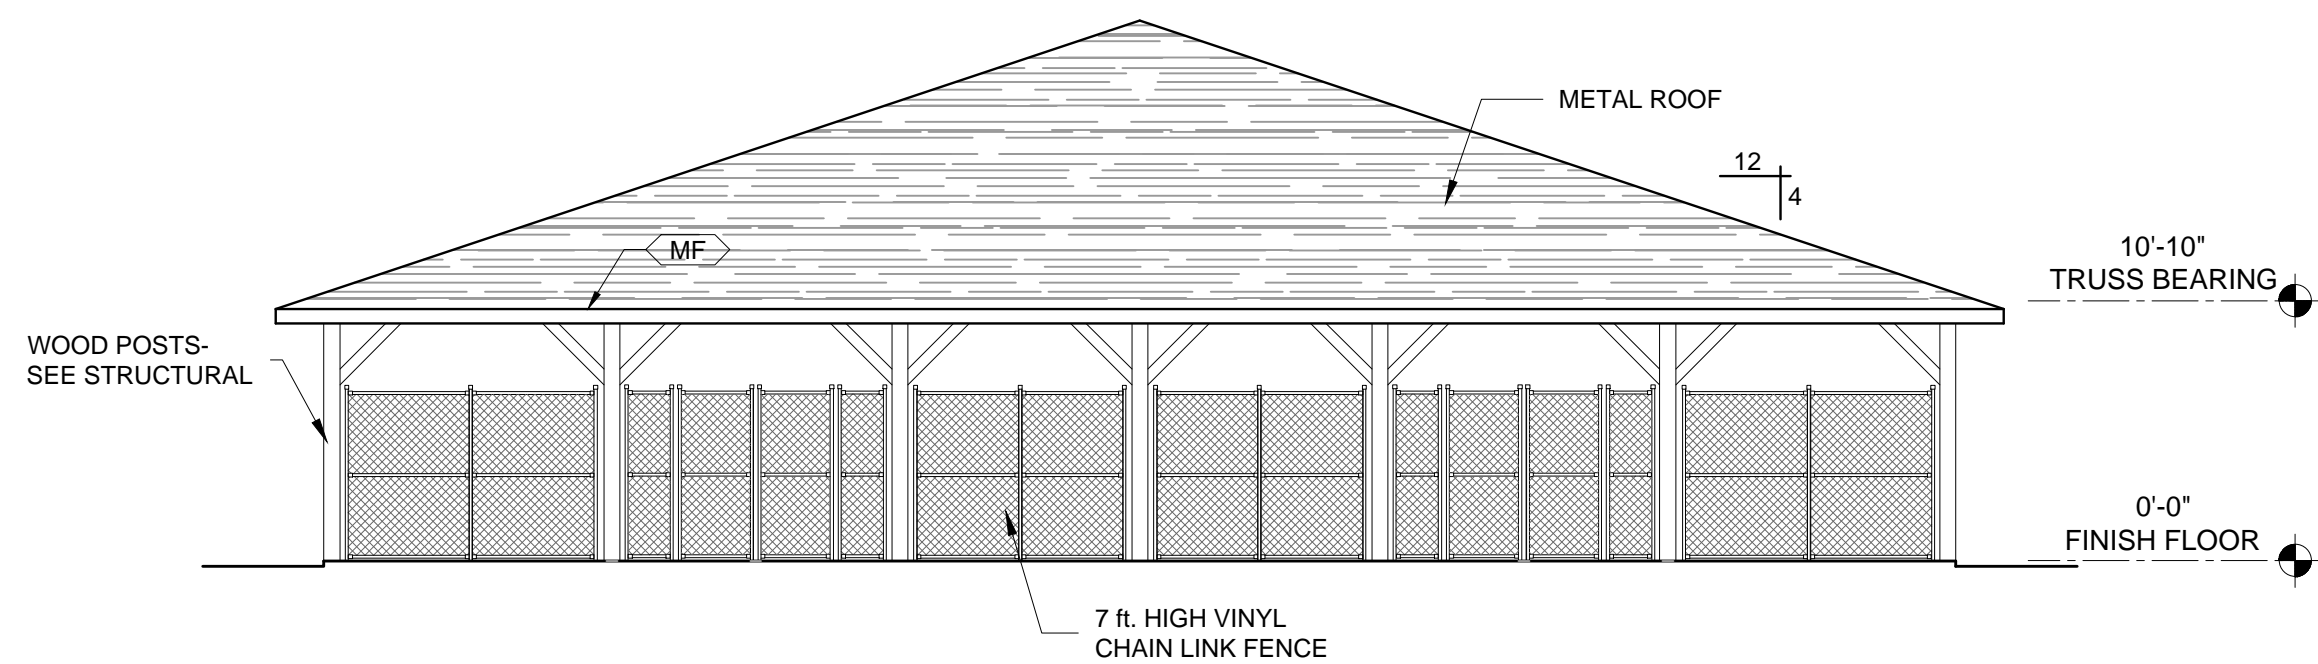 METAL ROOF
12
4
MF
10'-10"
TRUSS BEARING
WOOD POSTS-
SEE STRUCTURAL
0'-0"
FINISH FLOOR
7 ft. HIGH VINYL
CHAIN LINK FENCE